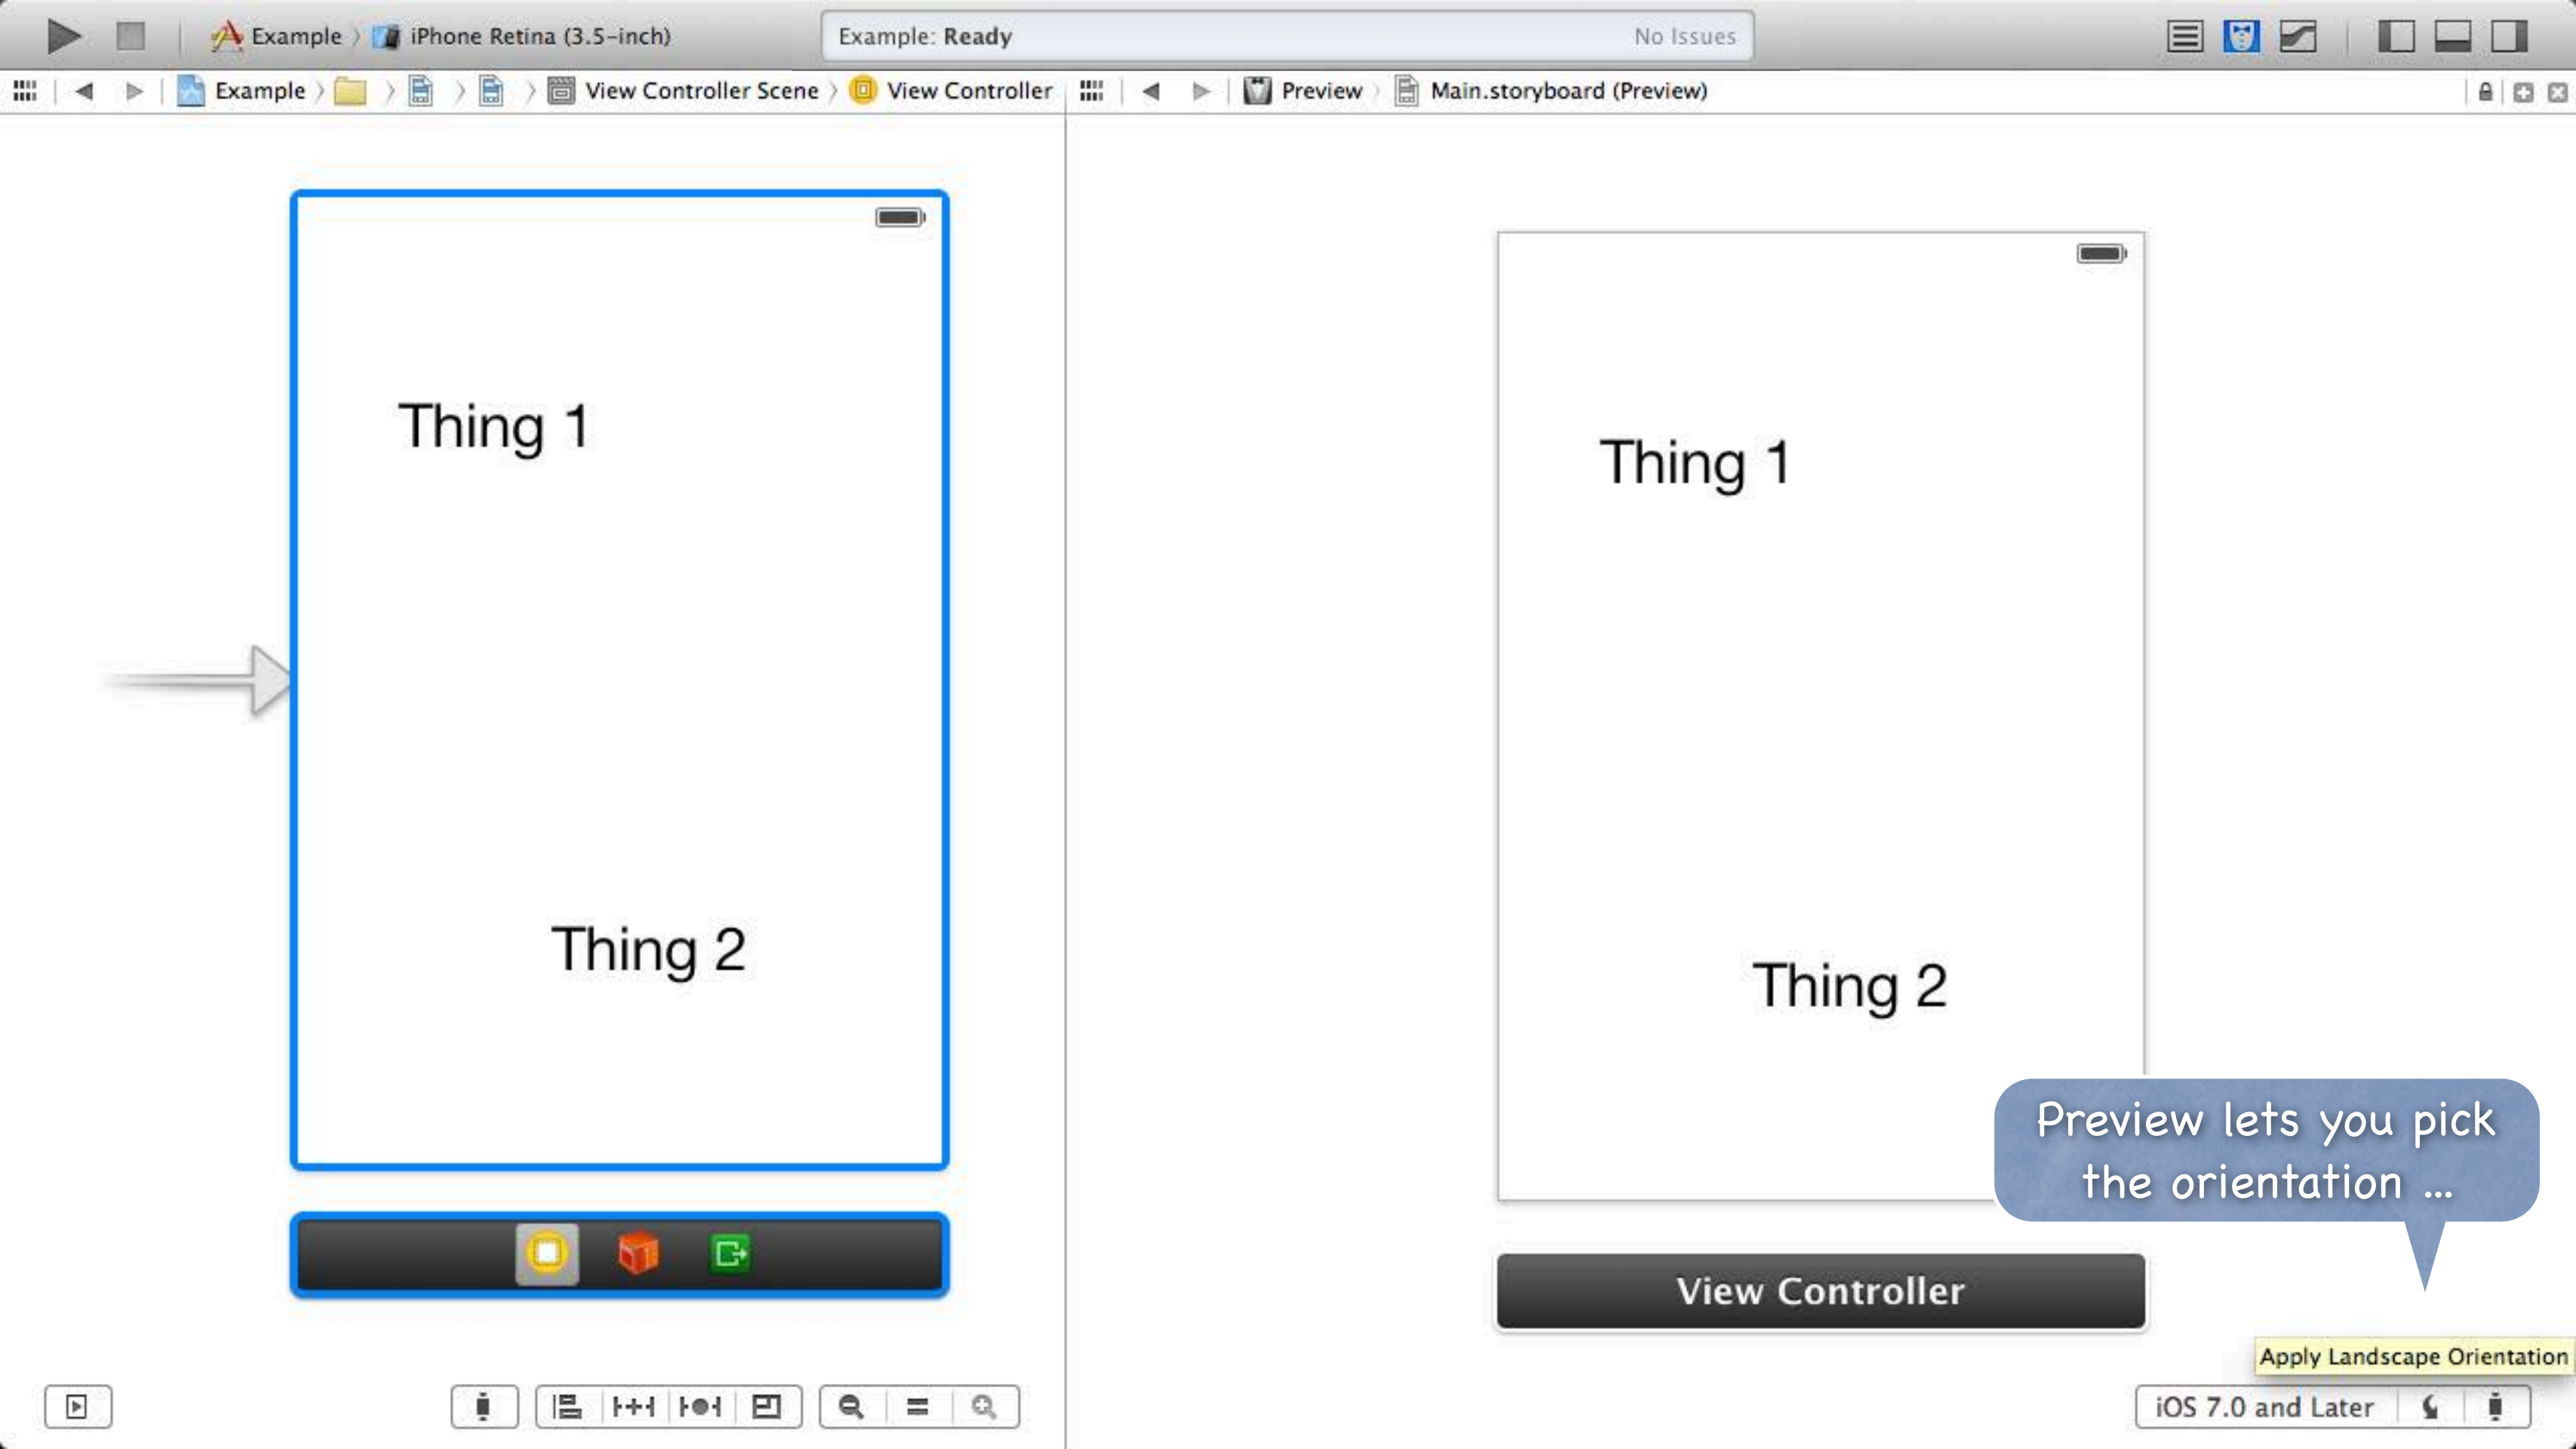 Example iPhone Retina (3.5-inch) Example: Ready No Issues
Example View Controller Scene View Controller Preview Main.storyboard (Preview)
Thing 1
Thing 2
Thing 1
Thing 2
Preview lets you pick
the orientation ...
View Controller
Apply Landscape Orientation
iOS 7.0 and Later